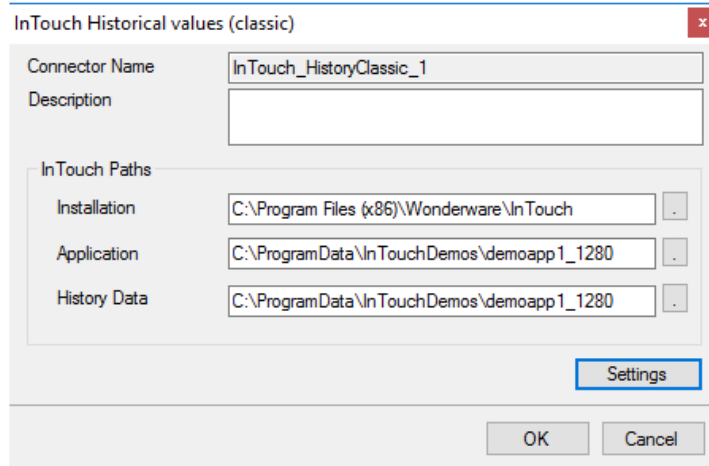 InTouch Historical values (classic)
x
Connector Name
InTouch_HistoryClassic_1
Description
InTouch Paths
Installation
C:\Program Files (x86)\Wonderware\InTouch
.
Application
C:\ProgramData\InTouchDemos\demoapp1_1280
.
History Data
C:\ProgramData\InTouchDemos\demoapp1_1280
.
Settings
OK
Cancel